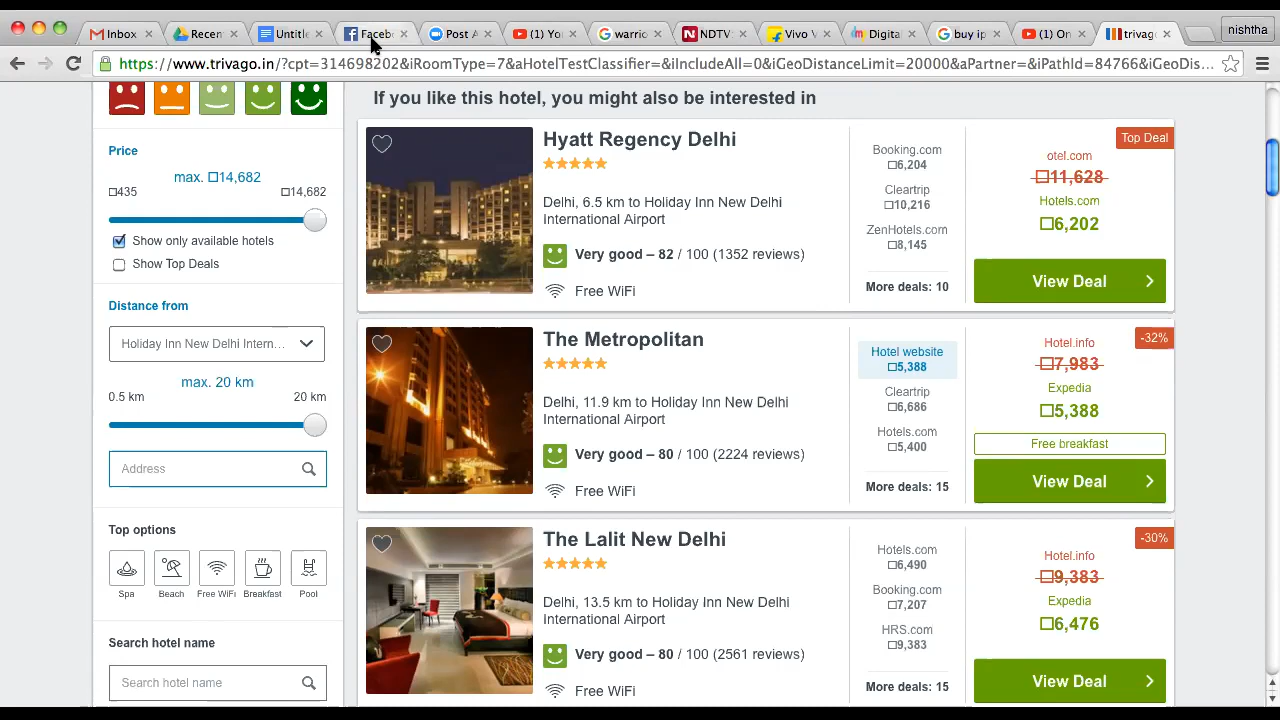 Inbox
Recen
Untitle
Faceb
Post A
(1) Yo
warrio
NDTV
Vivo V
Digita
buy ip
(1) On
trivago
nishtha
https://www.trivago.in/?cpt=314698202&iRoomType=7&aHotelTestClassifier=&iIncludeAll=0&iGeoDistanceLimit=20000&aPartner=&iPathId=84766&iGeoDis...
Price
max. □14,682
□435
□14,682
Show only available hotels
Show Top Deals
Distance from
Holiday Inn New Delhi Intern...
max. 20 km
0.5 km
20 km
Address
Top options
Spa
Beach
Free WiFi
Breakfast
Pool
Search hotel name
Search hotel name
If you like this hotel, you might also be interested in
Hyatt Regency Delhi
Delhi, 6.5 km to Holiday Inn New Delhi
International Airport
Very good – 82 / 100 (1352 reviews)
Free WiFi
Booking.com
□6,204
Cleartrip
□10,216
ZenHotels.com
□8,145
More deals: 10
Top Deal
otel.com
□11,628
Hotels.com
□6,202
View Deal
The Metropolitan
Delhi, 11.9 km to Holiday Inn New Delhi
International Airport
Very good – 80 / 100 (2224 reviews)
Free WiFi
Hotel website
□5,388
Cleartrip
□6,686
Hotels.com
□5,400
More deals: 15
-32%
Hotel.info
□7,983
Expedia
□5,388
Free breakfast
View Deal
The Lalit New Delhi
Delhi, 13.5 km to Holiday Inn New Delhi
International Airport
Very good – 80 / 100 (2561 reviews)
Free WiFi
Hotels.com
□6,490
Booking.com
□7,207
HRS.com
□9,383
More deals: 15
-30%
Hotel.info
□9,383
Expedia
□6,476
View Deal